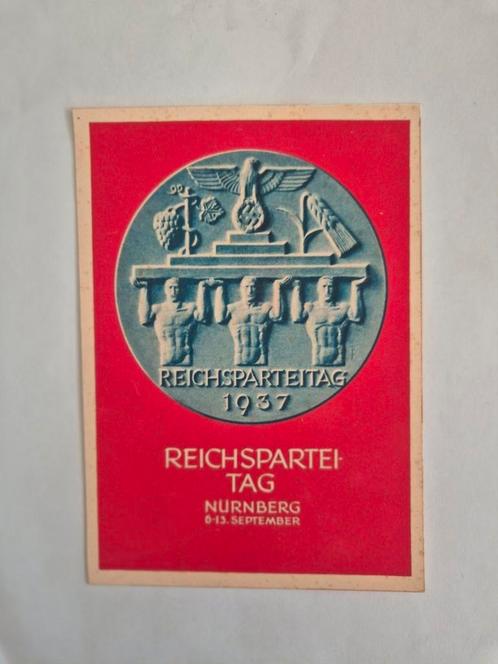 REICHSPARTEITAG
1937
REICHSPARTEI-
TAG
NÜRNBERG
6-13. SEPTEMBER